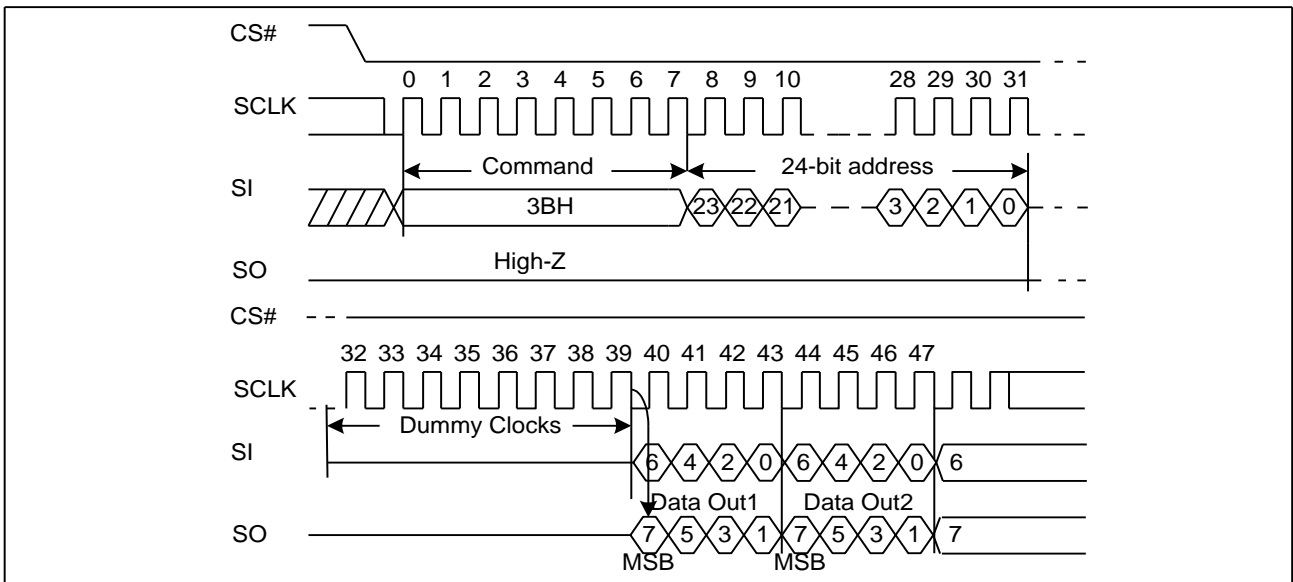 CS#
0 1 2 3 4 5 6 7 8 9 10 28 29 30 31
SCLK
Command 24-bit address
SI
3BH 23 22 21 3 2 1 0
High-Z
SO
CS#
32 33 34 35 36 37 38 39 40 41 42 43 44 45 46 47
SCLK
Dummy Clocks
SI
6 4 2 0 6 4 2 0 6
Data Out1 Data Out2
SO
7 5 3 1 7 5 3 1 7
MSB MSB